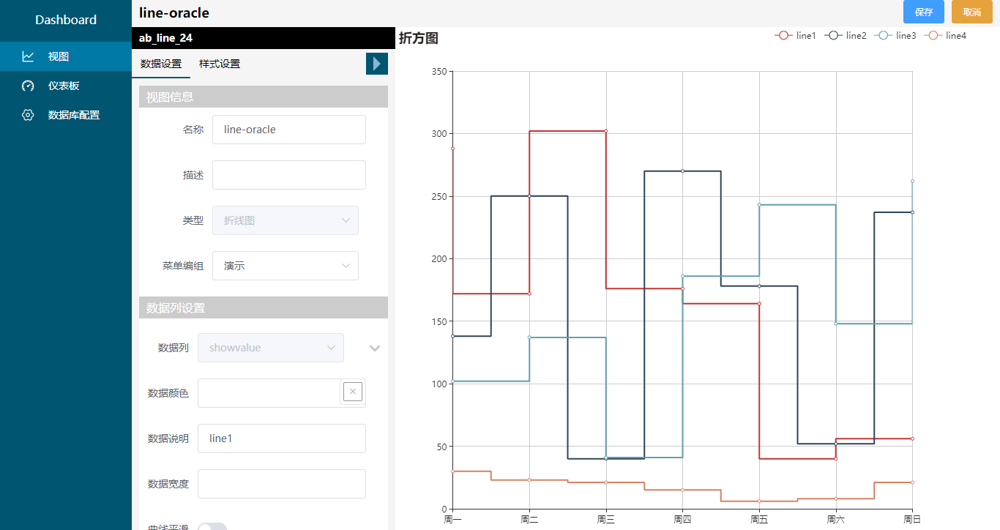 Dashboard
视图
仪表板
数据库配置
line-oracle
保存
取消
ab_line_24
数据设置
样式设置
视图信息
名称
line-oracle
描述
类型
折线图
菜单编组
演示
数据列设置
数据列
showvalue
数据颜色
数据说明
line1
数据宽度
曲线平滑
折方图
line1
line2
line3
line4
350
300
250
200
150
100
50
0
周一
周二
周三
周四
周五
周六
周日